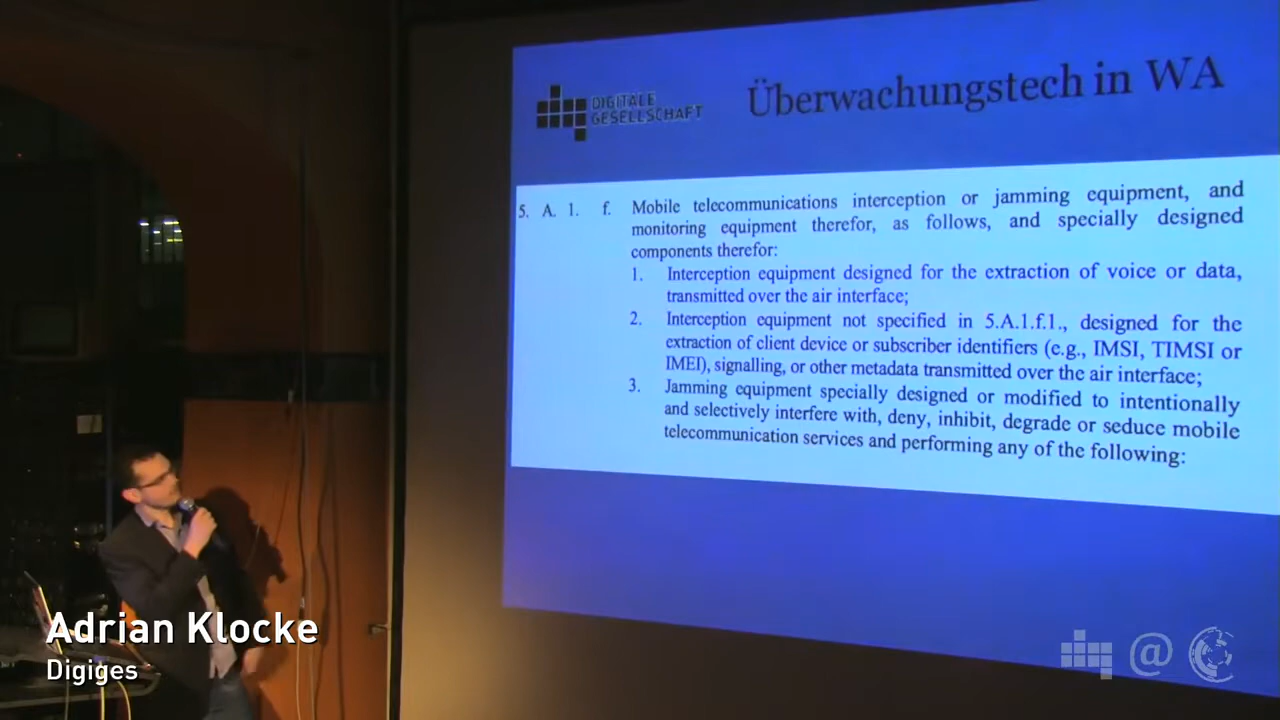 DIGITALE
GESELLSCHAFT
Überwachungstech in WA
5. A. 1. f. Mobile telecommunications interception or jamming equipment, and
monitoring equipment therefor, as follows, and specially designed
components therefor:
1. Interception equipment designed for the extraction of voice or data,
transmitted over the air interface;
2. Interception equipment not specified in 5.A.1.f.1., designed for the
extraction of client device or subscriber identifiers (e.g., IMSI, TIMSI or
IMEI), signalling, or other metadata transmitted over the air interface;
3. Jamming equipment specially designed or modified to intentionally
and selectively interfere with, deny, inhibit, degrade or seduce mobile
telecommunication services and performing any of the following:
Adrian Klocke
Digiges
@